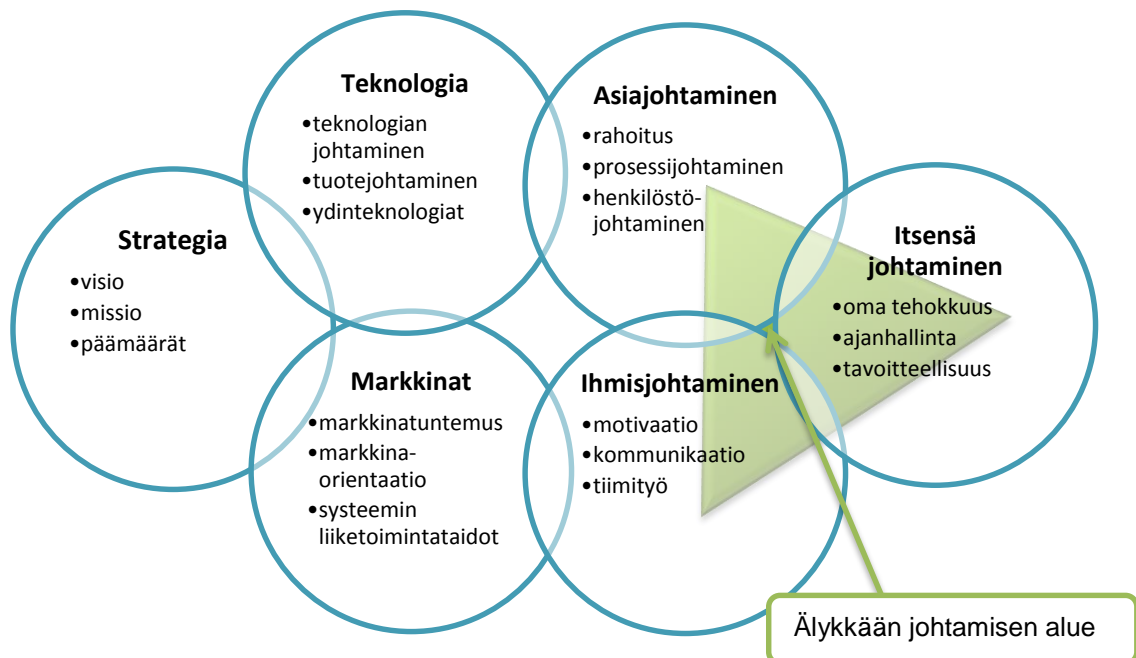 Teknologia
•teknologian
johtaminen
•tuotejohtaminen
•ydinteknologiat
Asiajohtaminen
•rahoitus
•prosessijohtaminen
•henkilöstö-
johtaminen
Strategia
•visio
•missio
•päämäärät
Itsensä
johtaminen
•oma tehokkuus
•ajanhallinta
•tavoitteellisuus
Markkinat
•markkinatuntemus
•markkina-
orientaatio
•systeemin
liiketoimintataidot
Ihmisjohtaminen
•motivaatio
•kommunikaatio
•tiimityö
Älykkään johtamisen alue